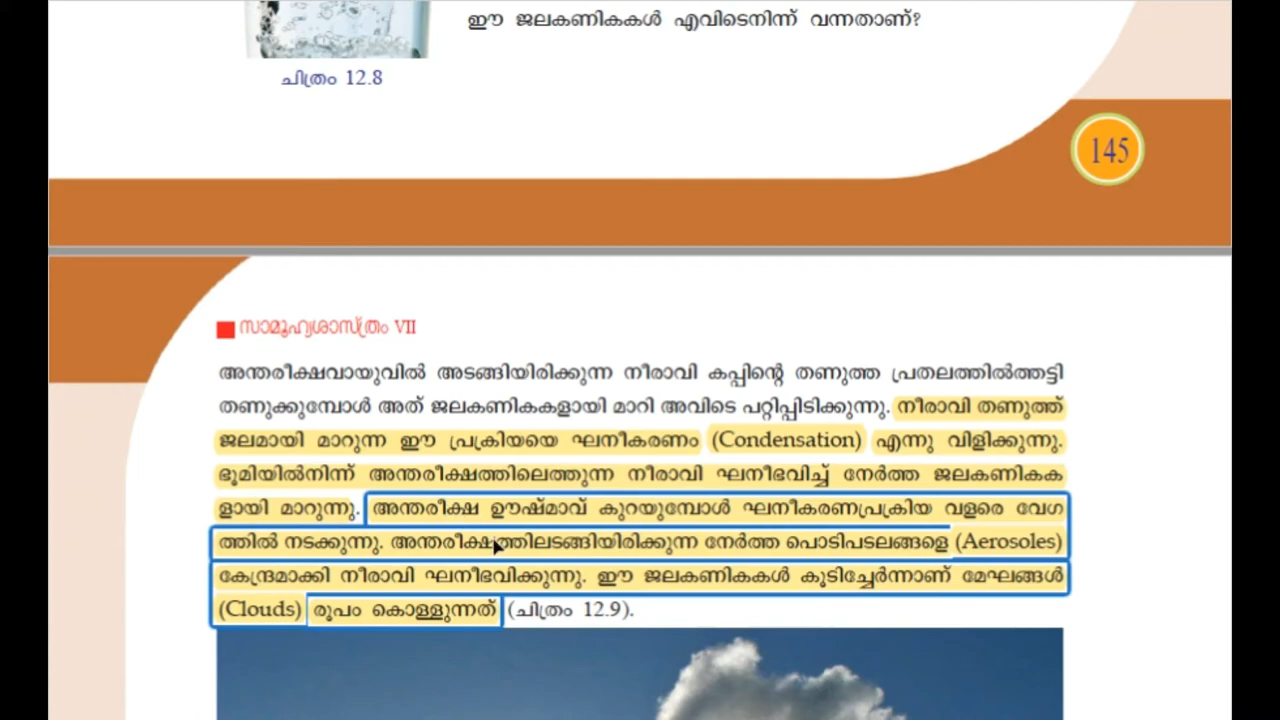 ഈ ജലകണികകൾ എവിടെനിന്ന് വന്നതാണ്?
ചിത്രം 12.8
145
സാമൂഹ്യശാസ്ത്രം VII
അന്തരീക്ഷവായുവിൽ അടങ്ങിയിരിക്കുന്ന നീരാവി കപ്പിന്റെ തണുത്ത പ്രതലത്തിൽത്തട്ടി
തണുക്കുമ്പോൾ അത് ജലകണികകളായി മാറി അവിടെ പറ്റിപ്പിടിക്കുന്നു. നീരാവി തണുത്ത്
ജലമായി മാറുന്ന ഈ പ്രക്രിയയെ ഘനീകരണം (Condensation) എന്നു വിളിക്കുന്നു.
ഭൂമിയിൽനിന്ന് അന്തരീക്ഷത്തിലെത്തുന്ന നീരാവി ഘനീഭവിച്ച് നേർത്ത ജലകണികക
ളായി മാറുന്നു. അന്തരീക്ഷ ഊഷ്മാവ് കുറയുമ്പോൾ ഘനീകരണപ്രക്രിയ വളരെ വേഗ
ത്തിൽ നടക്കുന്നു. അന്തരീക്ഷത്തിലടങ്ങിയിരിക്കുന്ന നേർത്ത പൊടിപടലങ്ങളെ (Aerosoles)
കേന്ദ്രമാക്കി നീരാവി ഘനീഭവിക്കുന്നു. ഈ ജലകണികകൾ കൂടിച്ചേർന്നാണ് മേഘങ്ങൾ
(Clouds) രൂപം കൊള്ളുന്നത് (ചിത്രം 12.9).